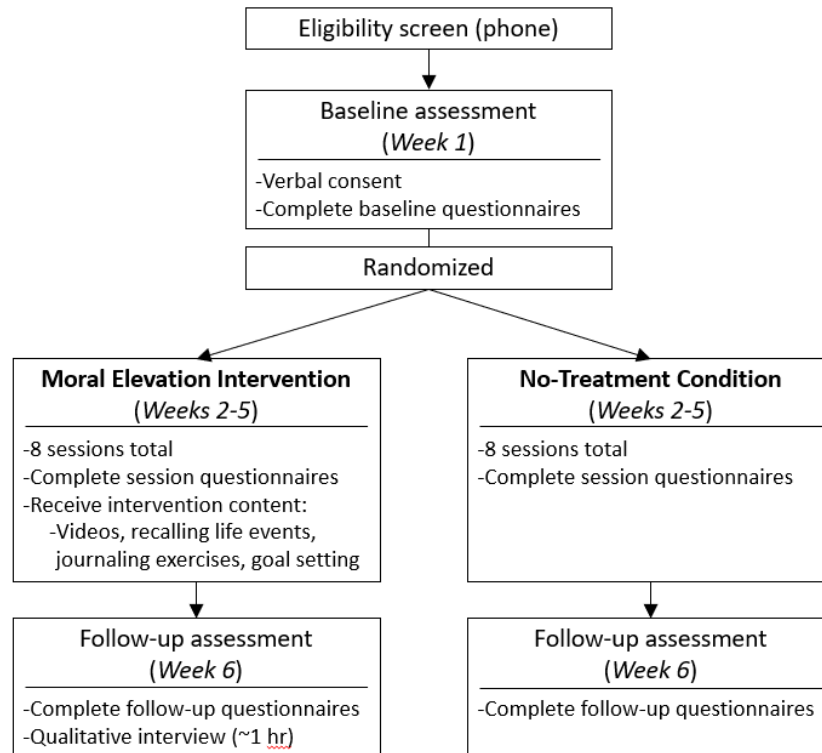 Eligibility screen (phone)
Baseline assessment
(Week 1)
-Verbal consent
-Complete baseline questionnaires
Randomized
Moral Elevation Intervention
(Weeks 2-5)
-8 sessions total
-Complete session questionnaires
-Receive intervention content:
-Videos, recalling life events,
journaling exercises, goal setting
No-Treatment Condition
(Weeks 2-5)
-8 sessions total
-Complete session questionnaires
Follow-up assessment
(Week 6)
-Complete follow-up questionnaires
-Qualitative interview (~1 hr)
Follow-up assessment
(Week 6)
-Complete follow-up questionnaires